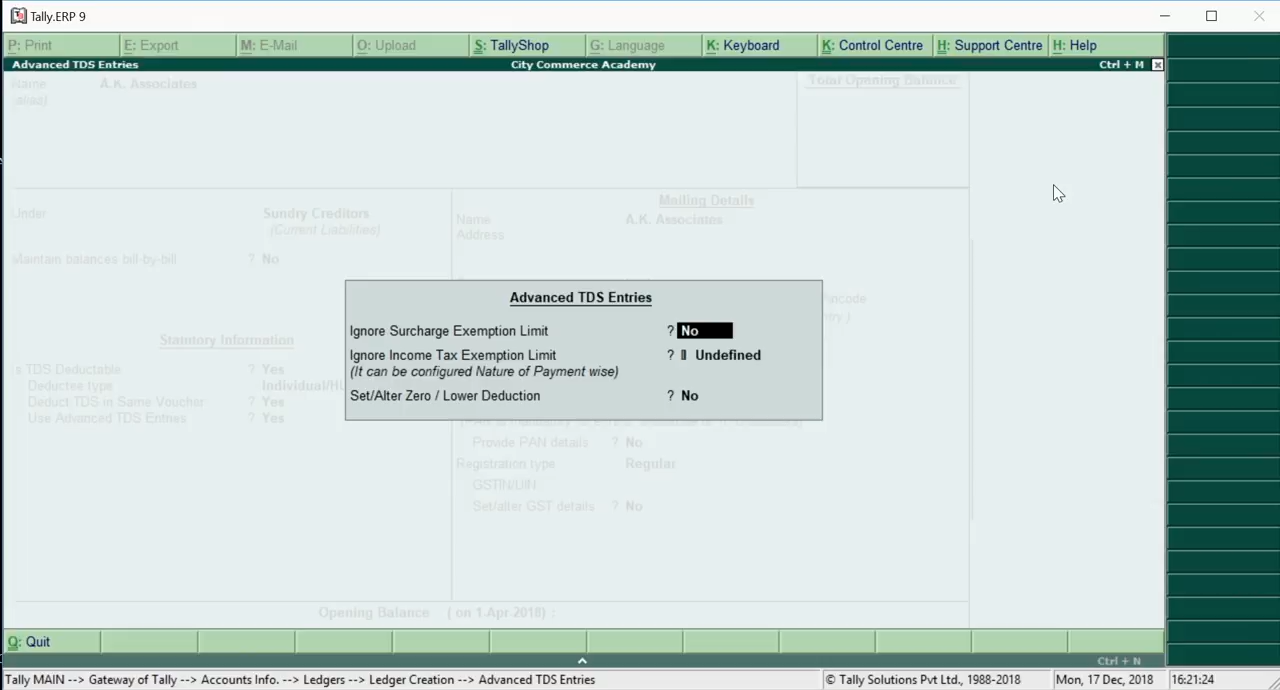 Tally.ERP 9
P: Print E: Export M: E-Mail O: Upload S: TallyShop G: Language K: Keyboard K: Control Centre H: Support Centre H: Help
Advanced TDS Entries City Commerce Academy Ctrl + M
Name A.K. Associates Total Opening Balance
(alias)
Mailing Details
Under Sundry Creditors Name A.K. Associates
(Current Liabilities) Address
Maintain balances bill-by-bill ? No
Advanced TDS Entries
Ignore Surcharge Exemption Limit ? No
Ignore Income Tax Exemption Limit ? Undefined
(It can be configured Nature of Payment wise)
Set/Alter Zero / Lower Deduction ? No
Statutory Information
s TDS Deductable ? Yes
Deductee type Individual/HU
Deduct TDS in Same Voucher ? Yes
Use Advanced TDS Entries ? Yes
Provide PAN details ? No
Registration type Regular
GSTIN/UIN
Set/alter GST details ? No
Opening Balance ( on 1-Apr-2018) :
Q: Quit
Ctrl + N
Tally MAIN --> Gateway of Tally --> Accounts Info. --> Ledgers --> Ledger Creation --> Advanced TDS Entries © Tally Solutions Pvt Ltd., 1988-2018 Mon, 17 Dec, 2018 16:21:24